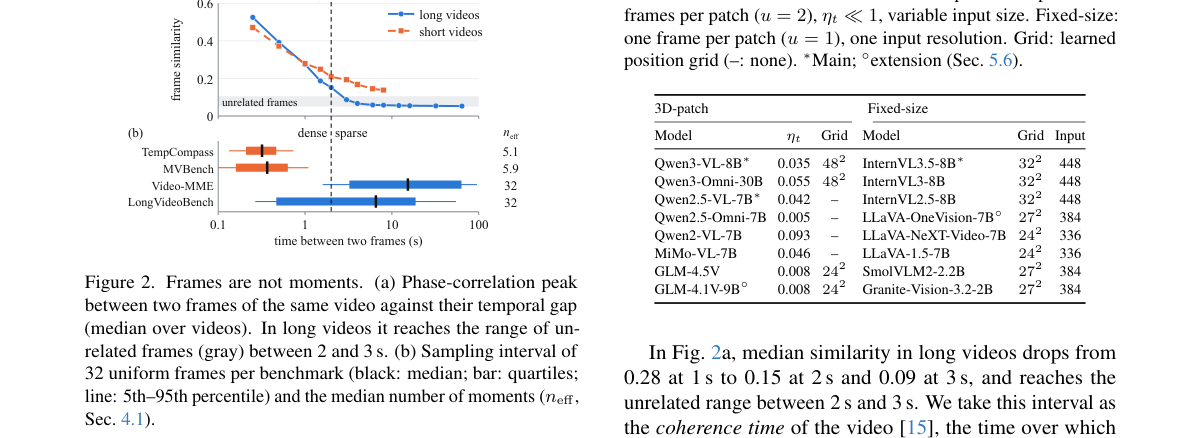 0.6
0.4
0.2
0
frame similarity
long videos
short videos
unrelated frames
(b)
dense sparse
n_eff
TempCompass 5.1
MVBench 5.9
Video-MME 32
LongVideoBench 32
0.1 1 10 100
time between two frames (s)
Figure 2. Frames are not moments. (a) Phase-correlation peak
between two frames of the same video against their temporal gap
(median over videos). In long videos it reaches the range of un-
related frames (gray) between 2 and 3 s. (b) Sampling interval of
32 uniform frames per benchmark (black: median; bar: quartiles;
line: 5th–95th percentile) and the median number of moments (n_eff,
Sec. 4.1).
frames per patch (u = 2), η_t ≪ 1, variable input size. Fixed-size:
one frame per patch (u = 1), one input resolution. Grid: learned
position grid (–: none). *Main; °extension (Sec. 5.6).
3D-patch Fixed-size
Model η_t Grid Model Grid Input
Qwen3-VL-8B* 0.035 48² InternVL3.5-8B* 32² 448
Qwen3-Omni-30B 0.055 48² InternVL3-8B 32² 448
Qwen2.5-VL-7B* 0.042 – InternVL2.5-8B 32² 448
Qwen2.5-Omni-7B 0.005 – LLaVA-OneVision-7B° 27² 384
Qwen2-VL-7B 0.093 – LLaVA-NeXT-Video-7B 24² 336
MiMo-VL-7B 0.046 – LLaVA-1.5-7B 24² 336
GLM-4.5V 0.008 24² SmolVLM2-2.2B 27² 384
GLM-4.1V-9B° 0.008 24² Granite-Vision-3.2-2B 27² 384
In Fig. 2a, median similarity in long videos drops from
0.28 at 1 s to 0.15 at 2 s and 0.09 at 3 s, and reaches the
unrelated range between 2 s and 3 s. We take this interval as
the coherence time of the video [15], the time over which